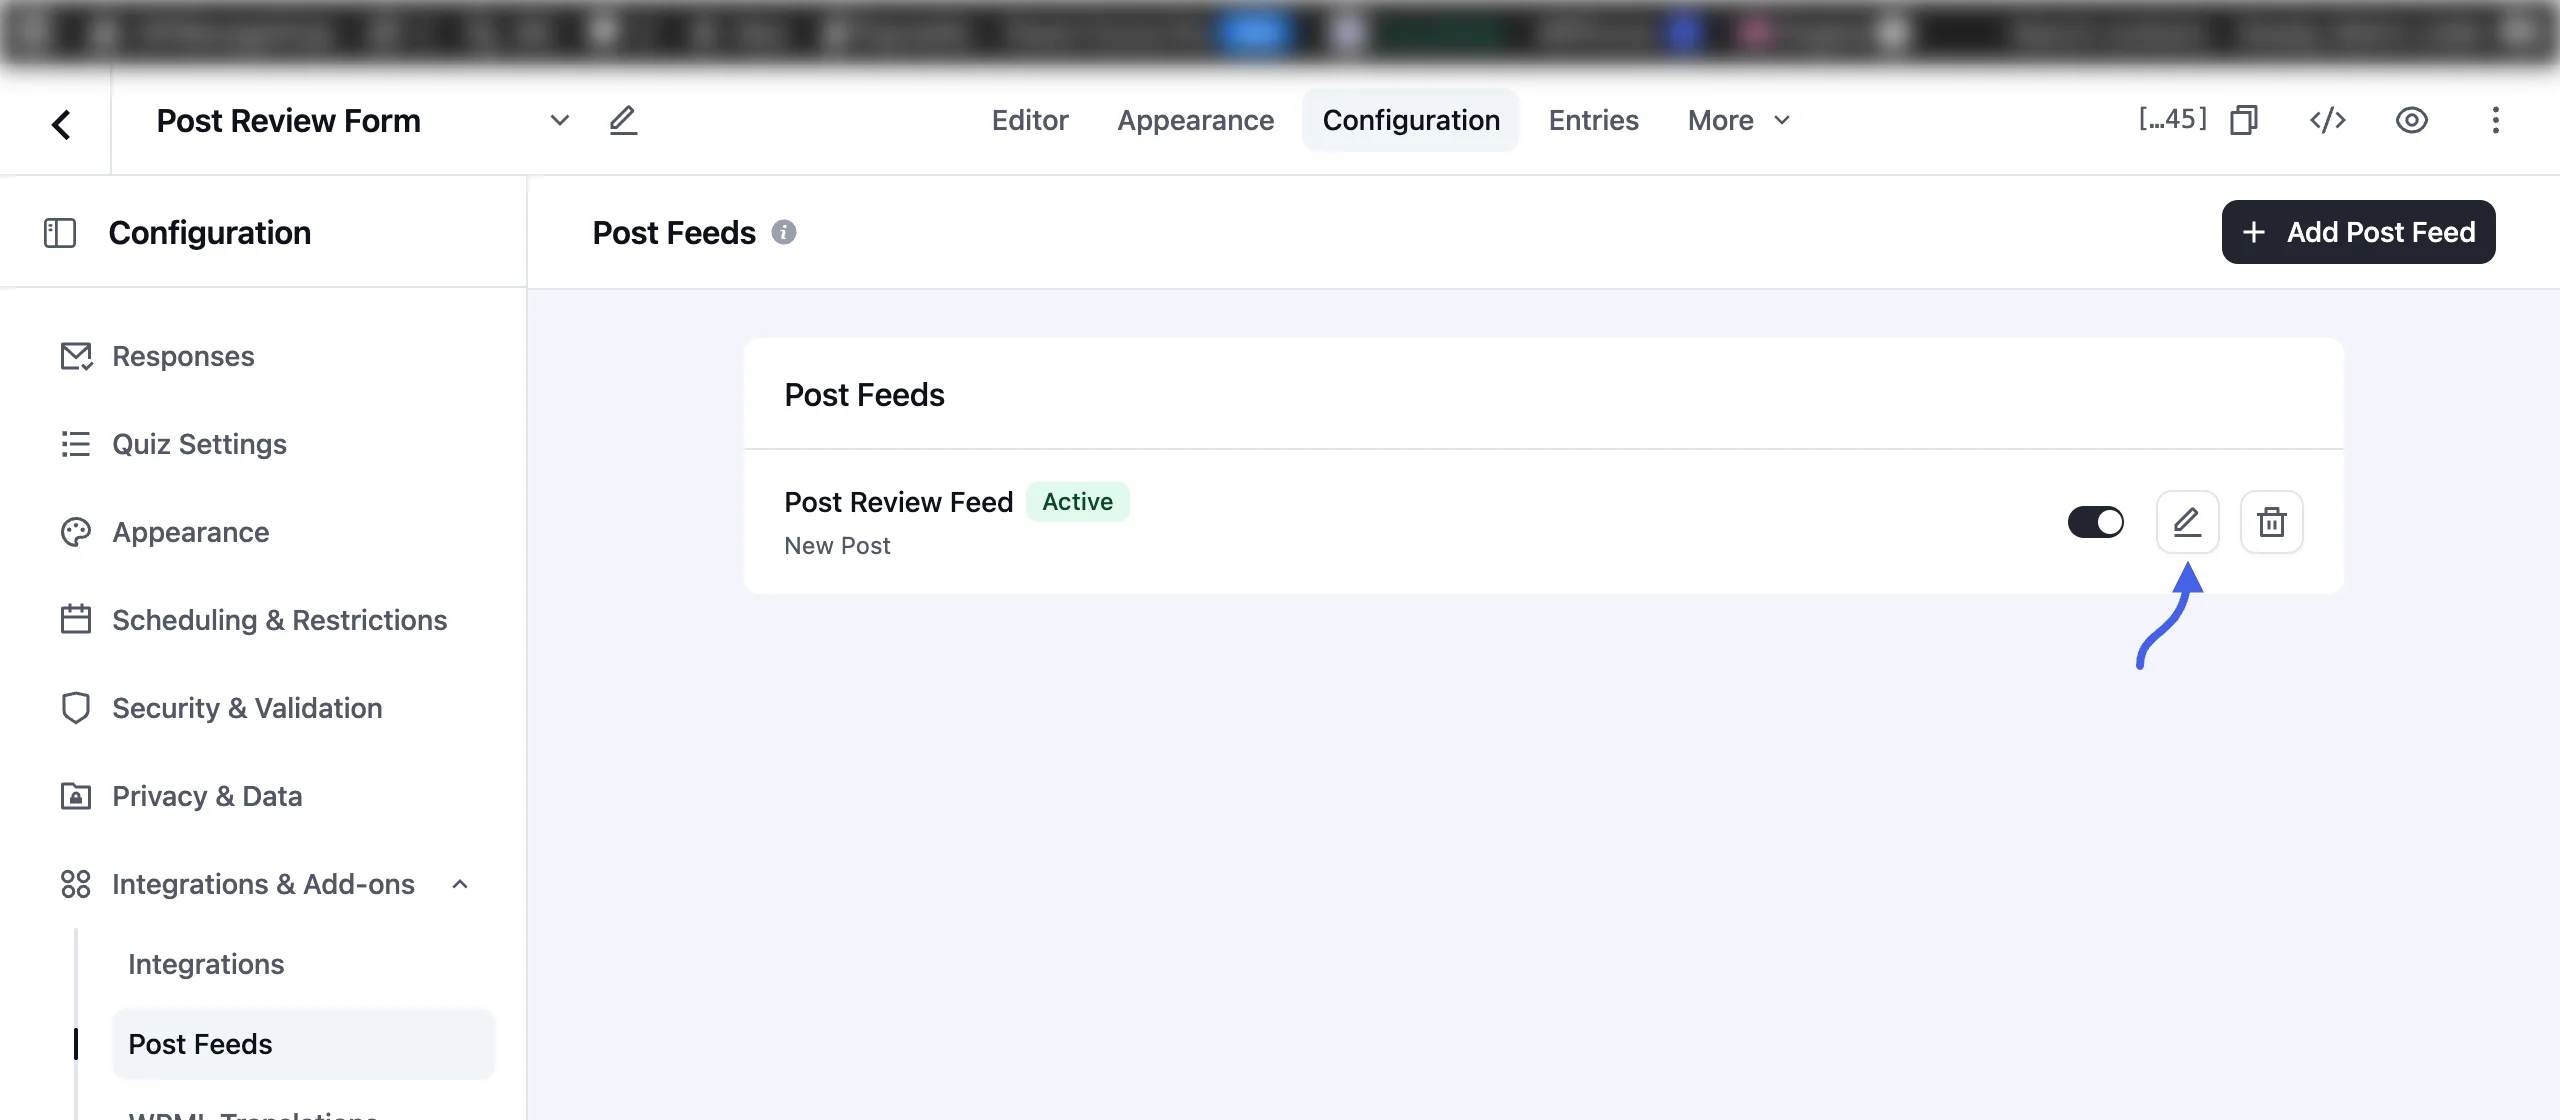 Post Review Form
Editor
Appearance
Configuration
Entries
More
[...45]
Configuration
Post Feeds
+ Add Post Feed
Responses
Quiz Settings
Appearance
Scheduling & Restrictions
Security & Validation
Privacy & Data
Integrations & Add-ons
Integrations
Post Feeds
WPML Translations
Post Feeds
Post Review Feed
Active
New Post